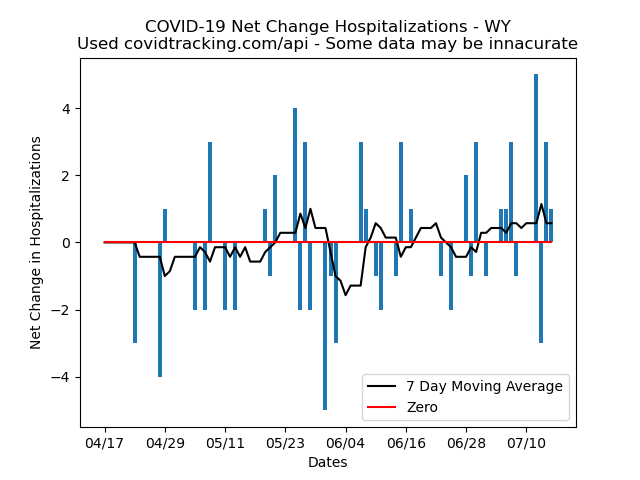 COVID-19 Net Change Hospitalizations - WY
Used covidtracking.com/api - Some data may be innacurate
Net Change in Hospitalizations
4
2
0
−2
−4
7 Day Moving Average
Zero
04/17 04/29 05/11 05/23 06/04 06/16 06/28 07/10
Dates